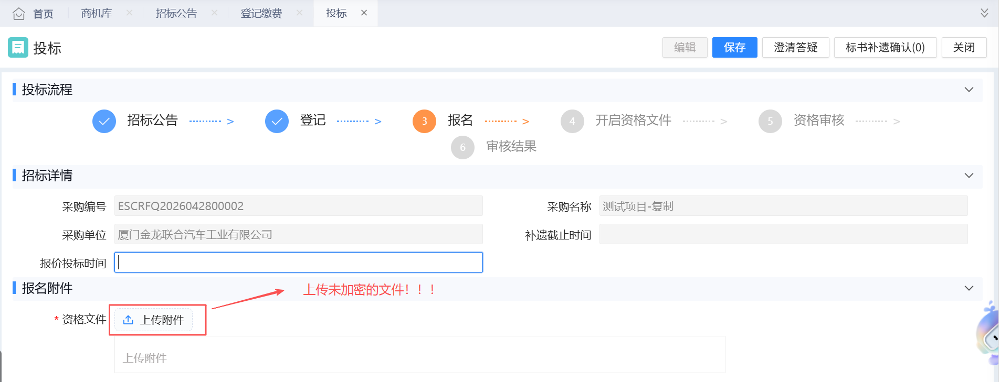 首页 商机库 招标公告 登记缴费 投标
投标 编辑 保存 澄清答疑 标书补遗确认(0) 关闭
投标流程
招标公告 > 登记 > 3 报名 > 4 开启资格文件 > 5 资格审核 >
6 审核结果
招标详情
采购编号 ESCRFQ2026042800002 采购名称 测试项目-复制
采购单位 厦门金龙联合汽车工业有限公司 补遗截止时间
报价投标时间
报名附件 上传未加密的文件！！！
* 资格文件 上传附件
上传附件